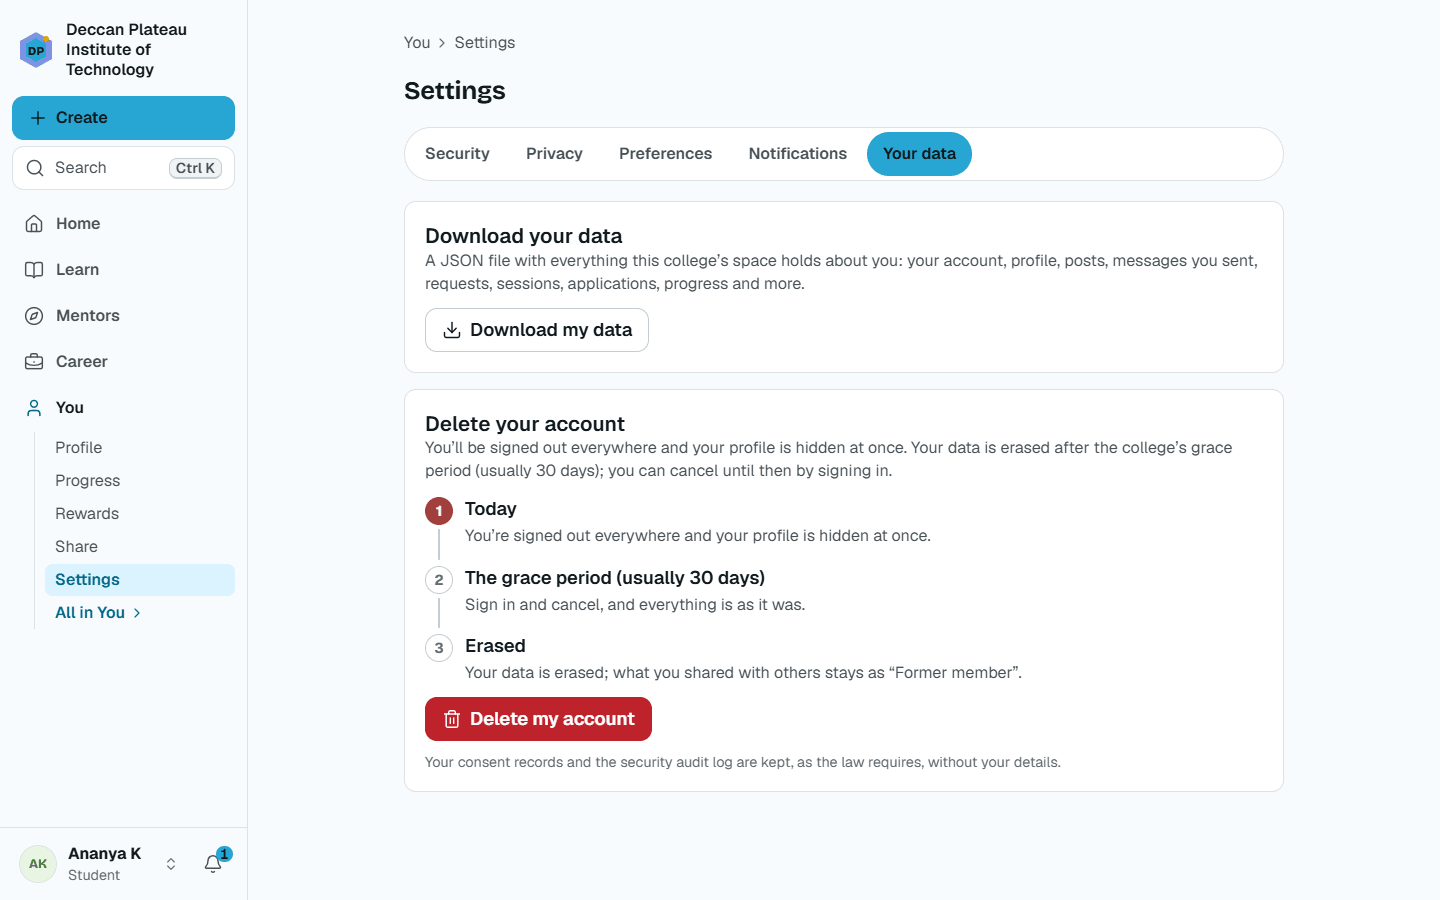 DP
Deccan Plateau
Institute of
Technology
Create
Search
Ctrl K
Home
Learn
Mentors
Career
You
Profile
Progress
Rewards
Share
Settings
All in You
AK
Ananya K
Student
1
You
Settings
Settings
Security
Privacy
Preferences
Notifications
Your data
Download your data
A JSON file with everything this college’s space holds about you: your account, profile, posts, messages you sent,
requests, sessions, applications, progress and more.
Download my data
Delete your account
You’ll be signed out everywhere and your profile is hidden at once. Your data is erased after the college’s grace
period (usually 30 days); you can cancel until then by signing in.
1
Today
You’re signed out everywhere and your profile is hidden at once.
2
The grace period (usually 30 days)
Sign in and cancel, and everything is as it was.
3
Erased
Your data is erased; what you shared with others stays as “Former member”.
Delete my account
Your consent records and the security audit log are kept, as the law requires, without your details.